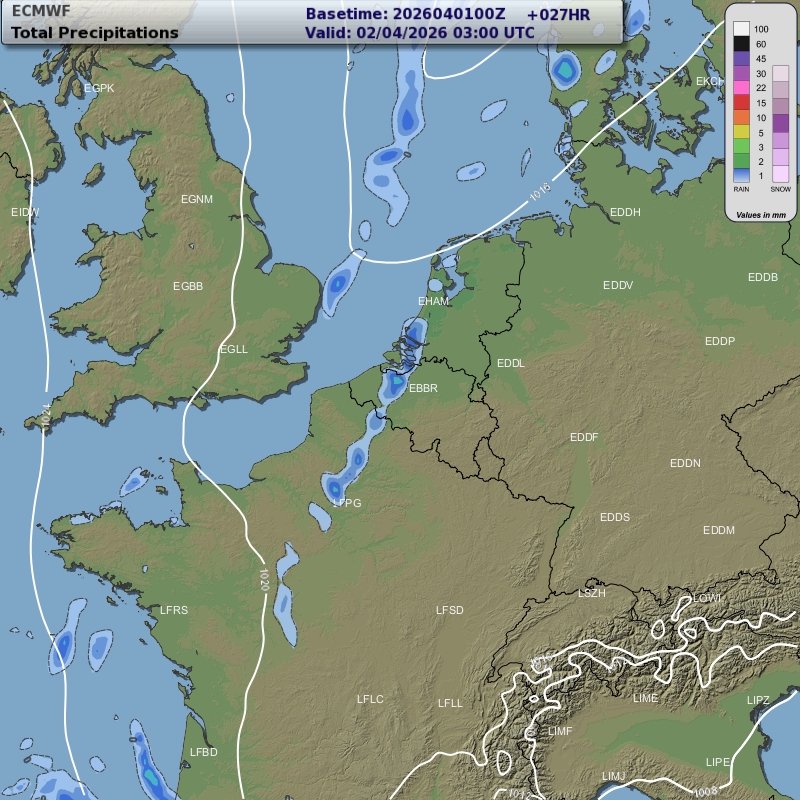 ECMWF
Basetime: 2026040100Z +027HR
Total Precipitations
Valid: 02/04/2026 03:00 UTC
100
60
45
30
22
15
10
5
3
2
1
RAIN
SNOW
Values in mm
EGPK
EKCH
EIDW
EGNM
1016
EDDH
EGBB
EDDV
EDDB
EHAM
EGLL
EDDP
EDDL
EBBR
1024
EDDF
EDDN
LFPG
EDDS
EDDM
1020
LSZH
LOWI
LFRS
LFSD
LFLC
LFLL
LIME
LIPZ
LIMF
LFBD
LIPE
LIMJ
1008
1012